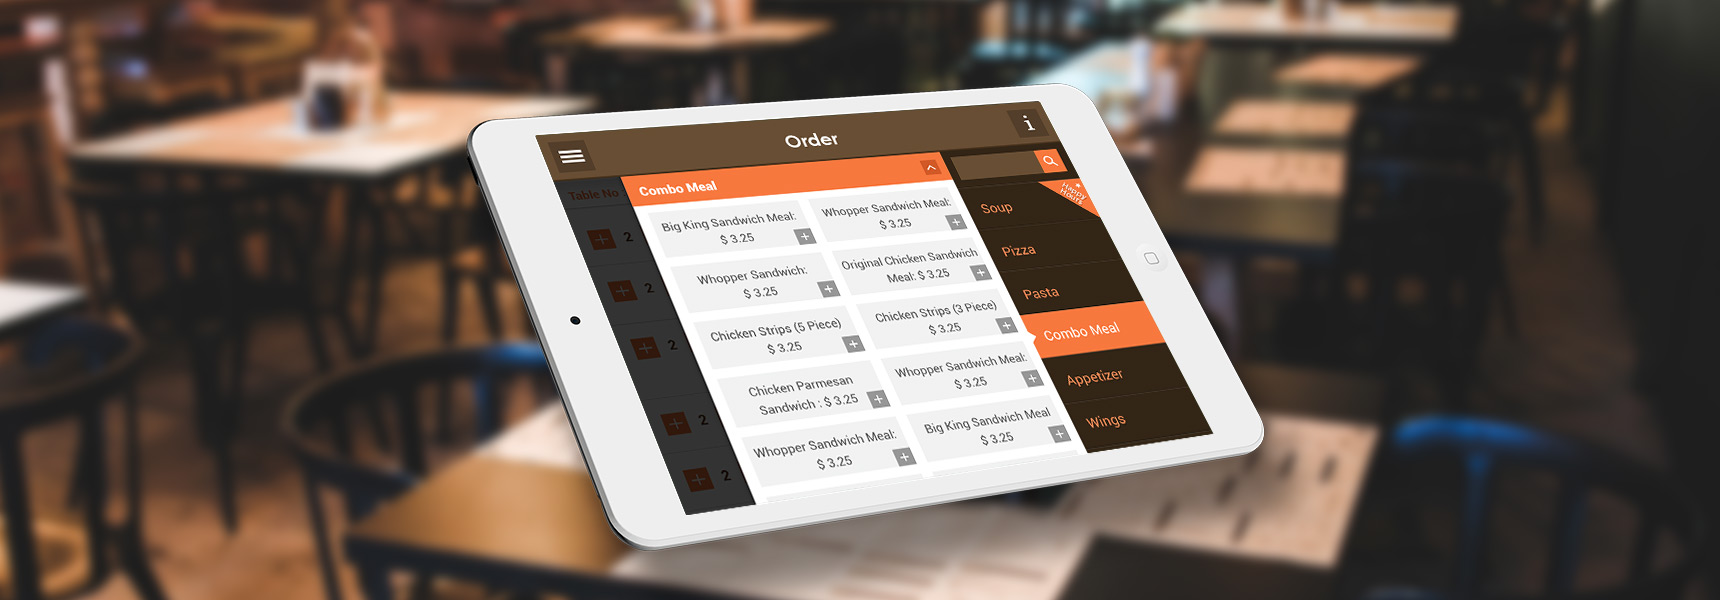 Order
i
Table No
Combo Meal
Happy
Hours
2
2
2
2
2
Big King Sandwich Meal:
$ 3.25
Whopper Sandwich Meal:
$ 3.25
Whopper Sandwich:
$ 3.25
Original Chicken Sandwich
Meal: $ 3.25
Chicken Strips (5 Piece)
$ 3.25
Chicken Strips (3 Piece)
$ 3.25
Chicken Parmesan
Sandwich : $ 3.25
Whopper Sandwich Meal:
$ 3.25
Whopper Sandwich Meal:
$ 3.25
Big King Sandwich Meal
$ 3.25
Soup
Pizza
Pasta
Combo Meal
Appetizer
Wings